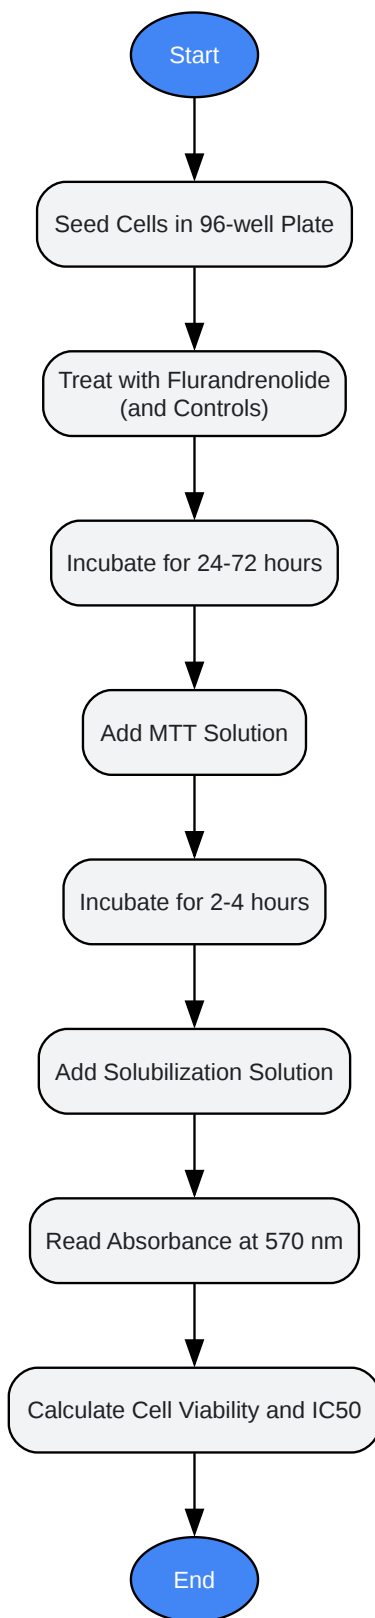 Start
Seed Cells in 96-well Plate
Treat with Flurandrenolide
(and Controls)
Incubate for 24-72 hours
Add MTT Solution
Incubate for 2-4 hours
Add Solubilization Solution
Read Absorbance at 570 nm
Calculate Cell Viability and IC50
End